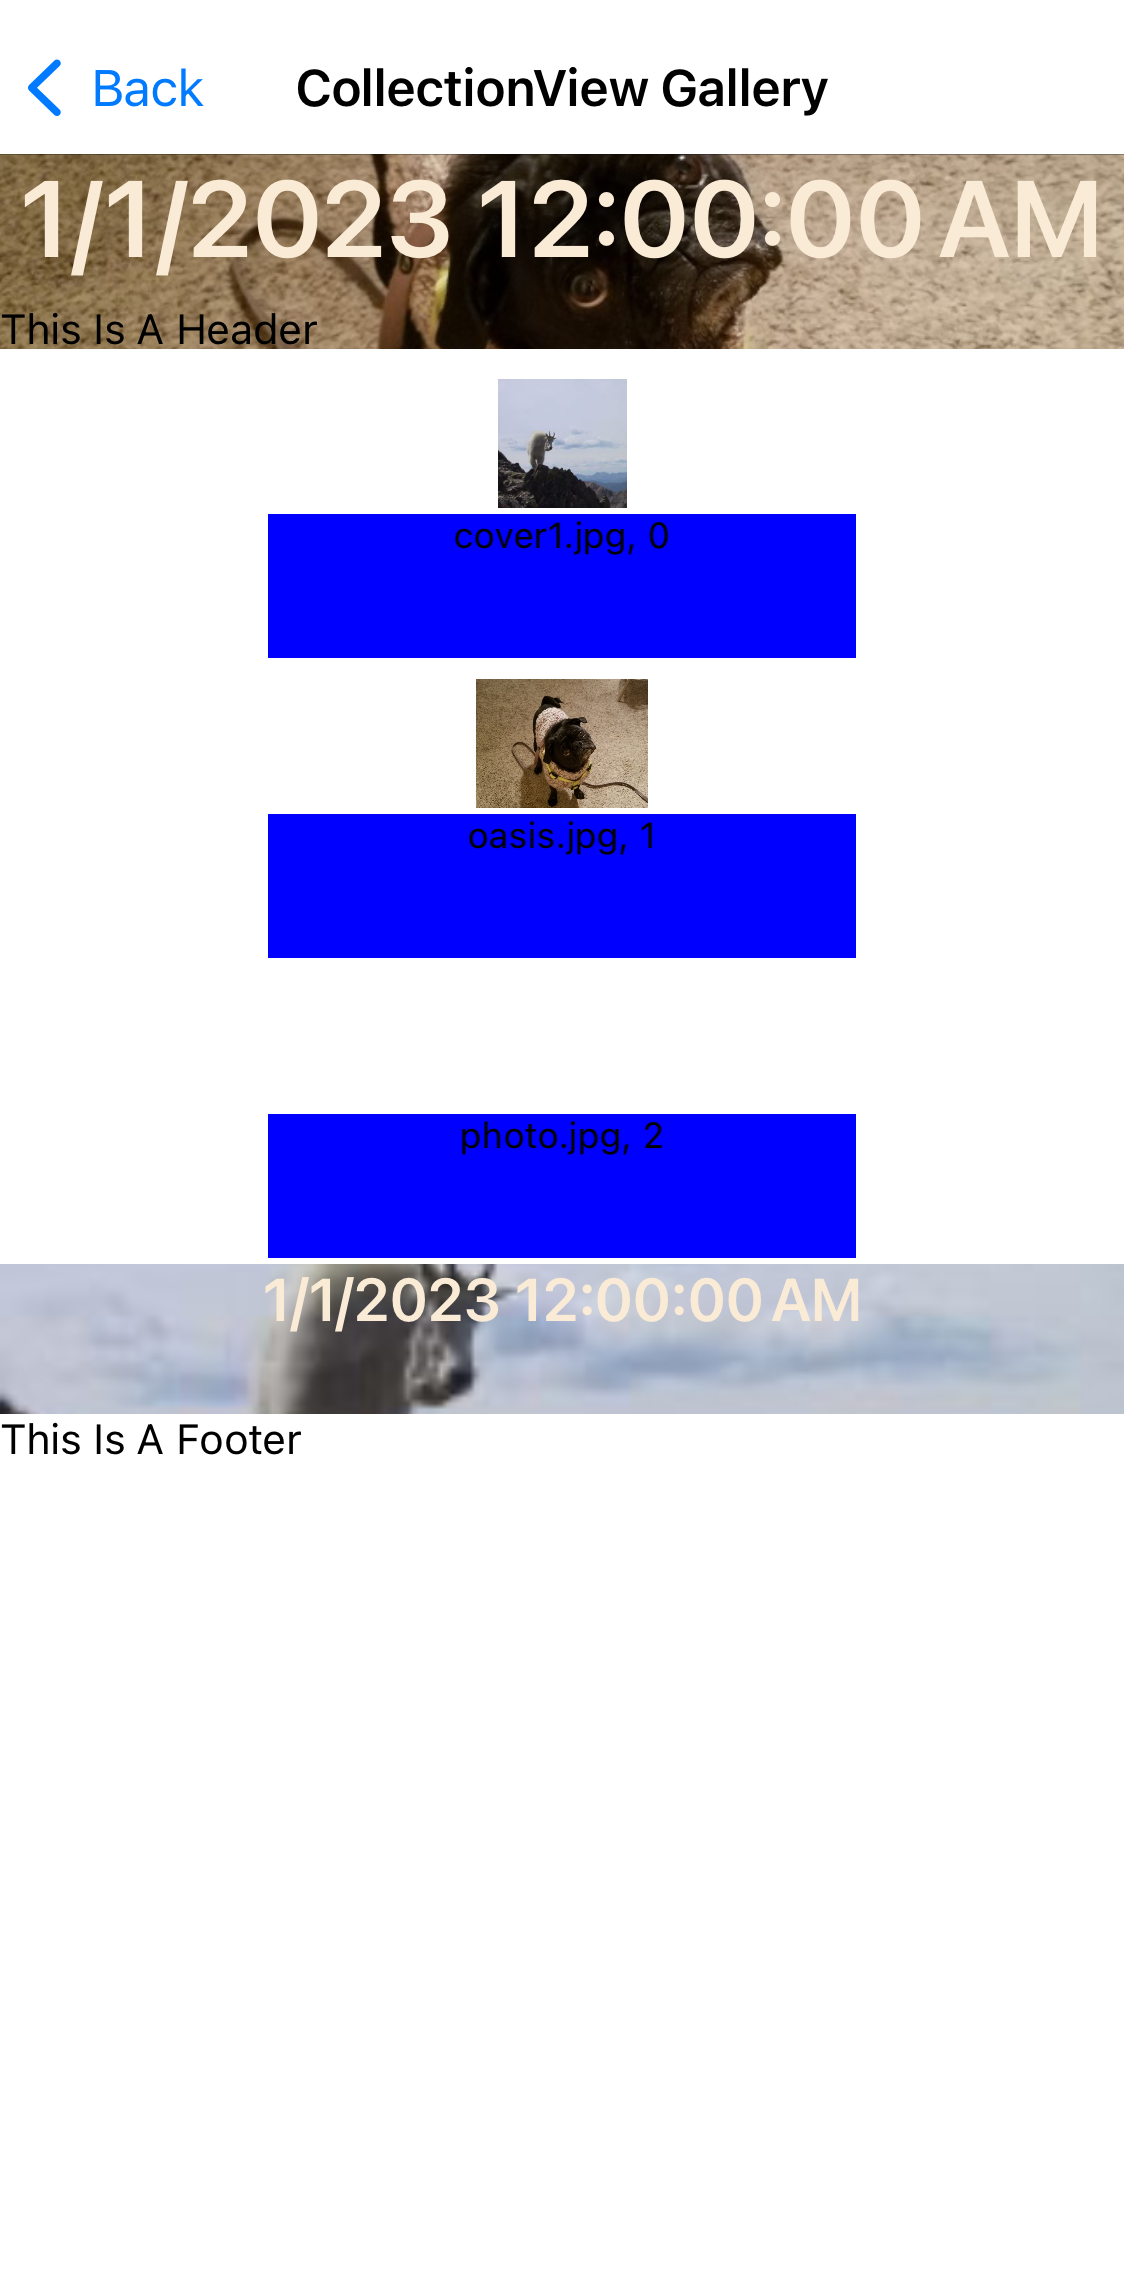 Back CollectionView Gallery
1/1/2023 12:00:00 AM
This Is A Header
cover1.jpg, 0
oasis.jpg, 1
photo.jpg, 2
1/1/2023 12:00:00 AM
This Is A Footer